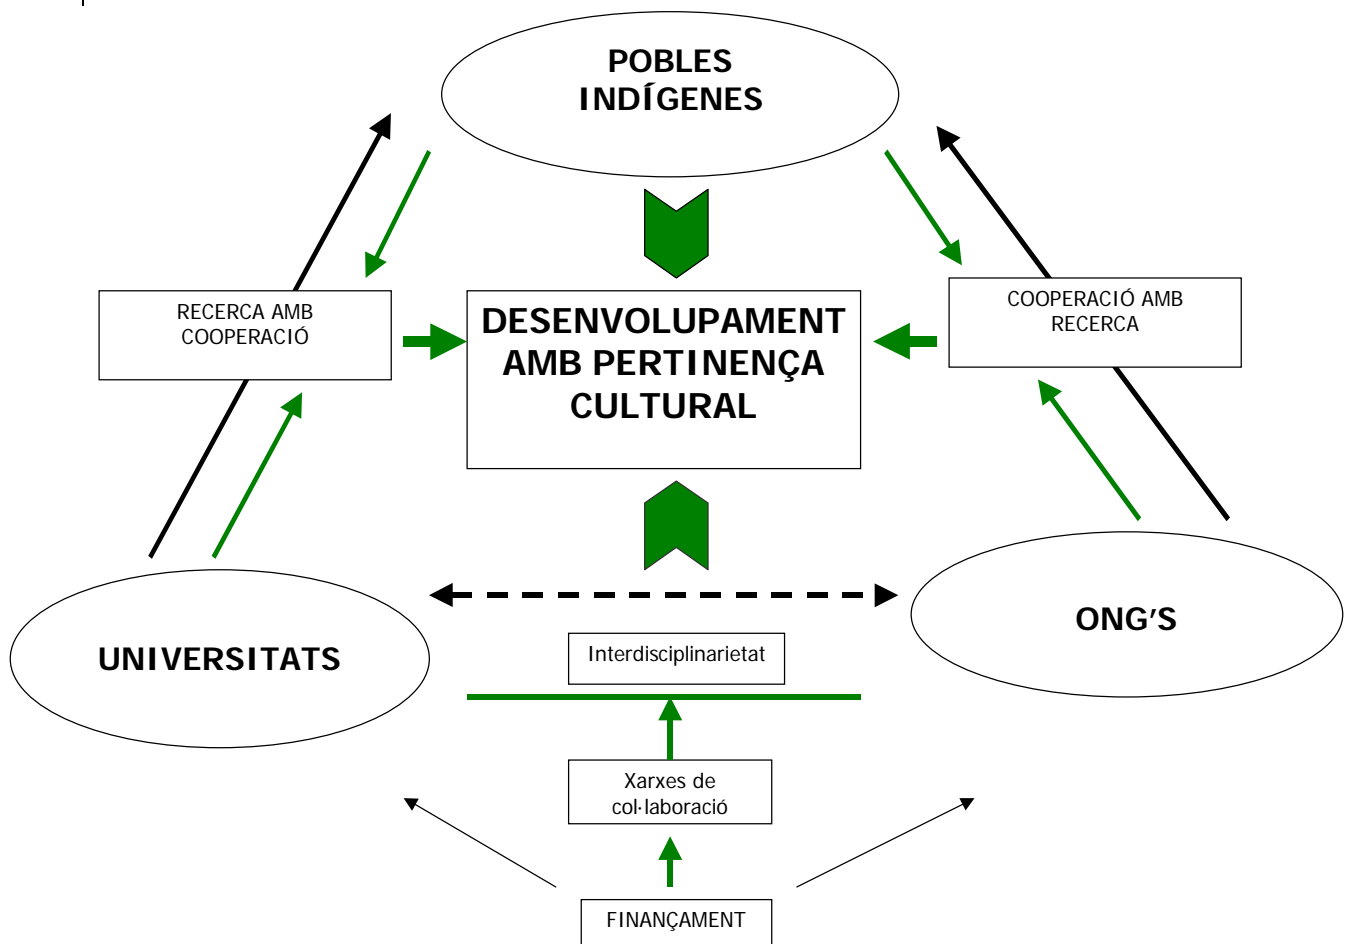 POBLES
INDÍGENES
RECERCA AMB
COOPERACIÓ
DESENVOLUPAMENT
AMB PERTINENÇA
CULTURAL
COOPERACIÓ AMB
RECERCA
UNIVERSITATS
ONG'S
Interdisciplinarietat
Xarxes de
col·laboració
FINANÇAMENT